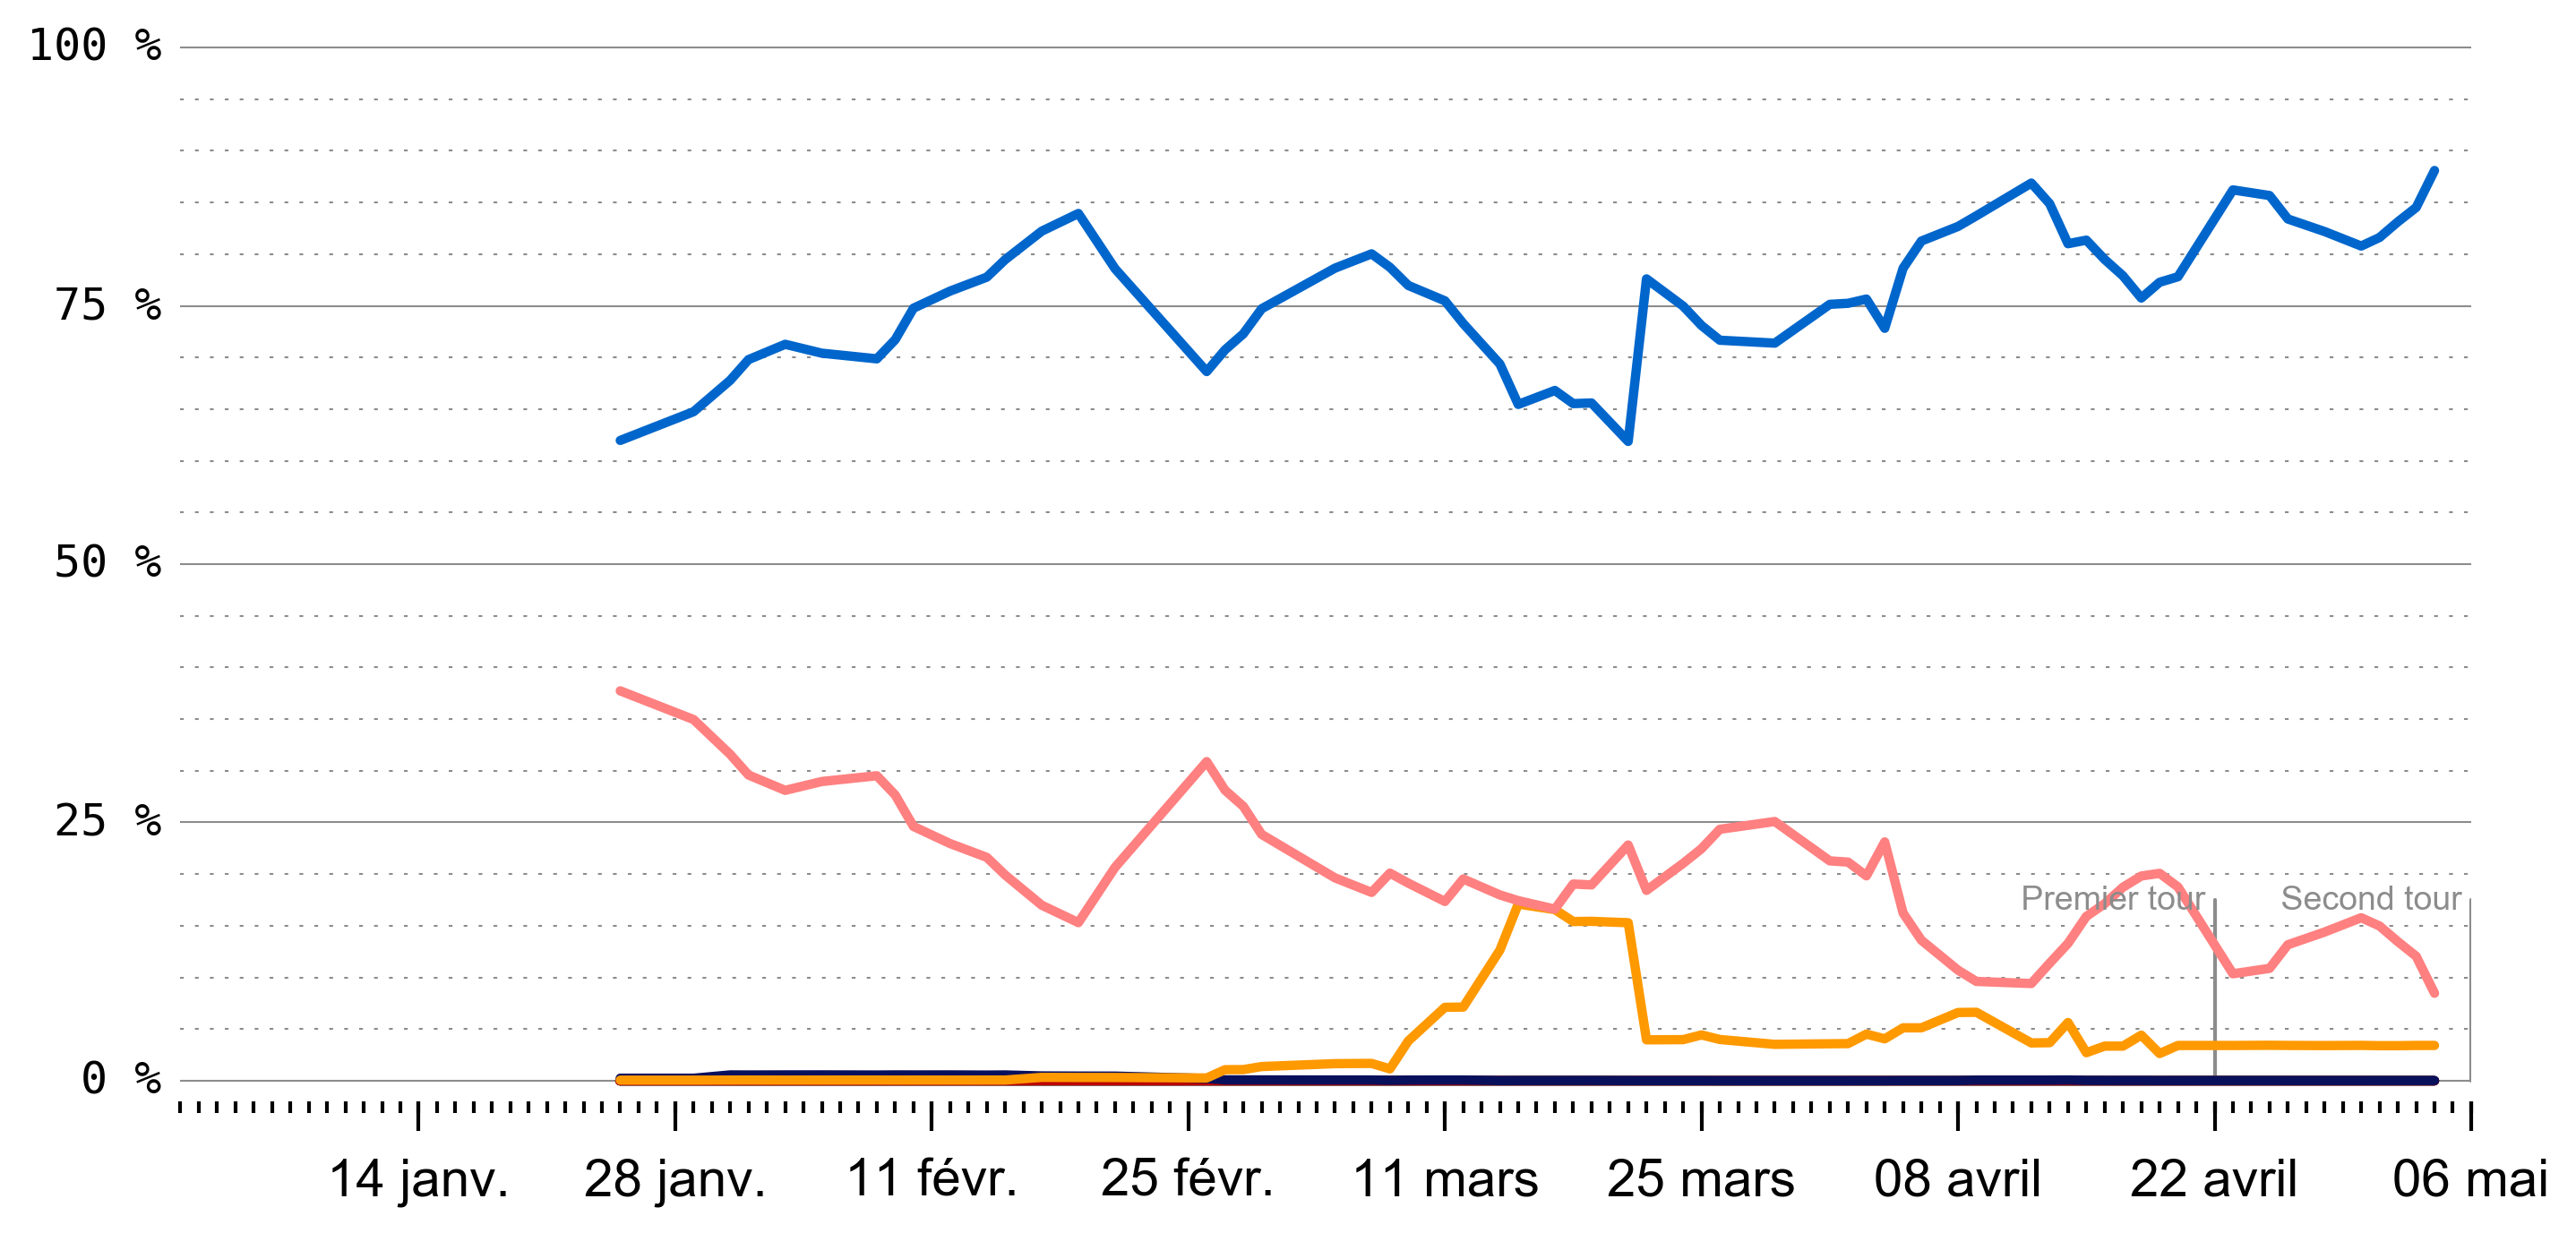 100 %
75 %
50 %
25 %
Premier tour Second tour
0 %
14 janv. 28 janv. 11 févr. 25 févr. 11 mars 25 mars 08 avril 22 avril 06 mai